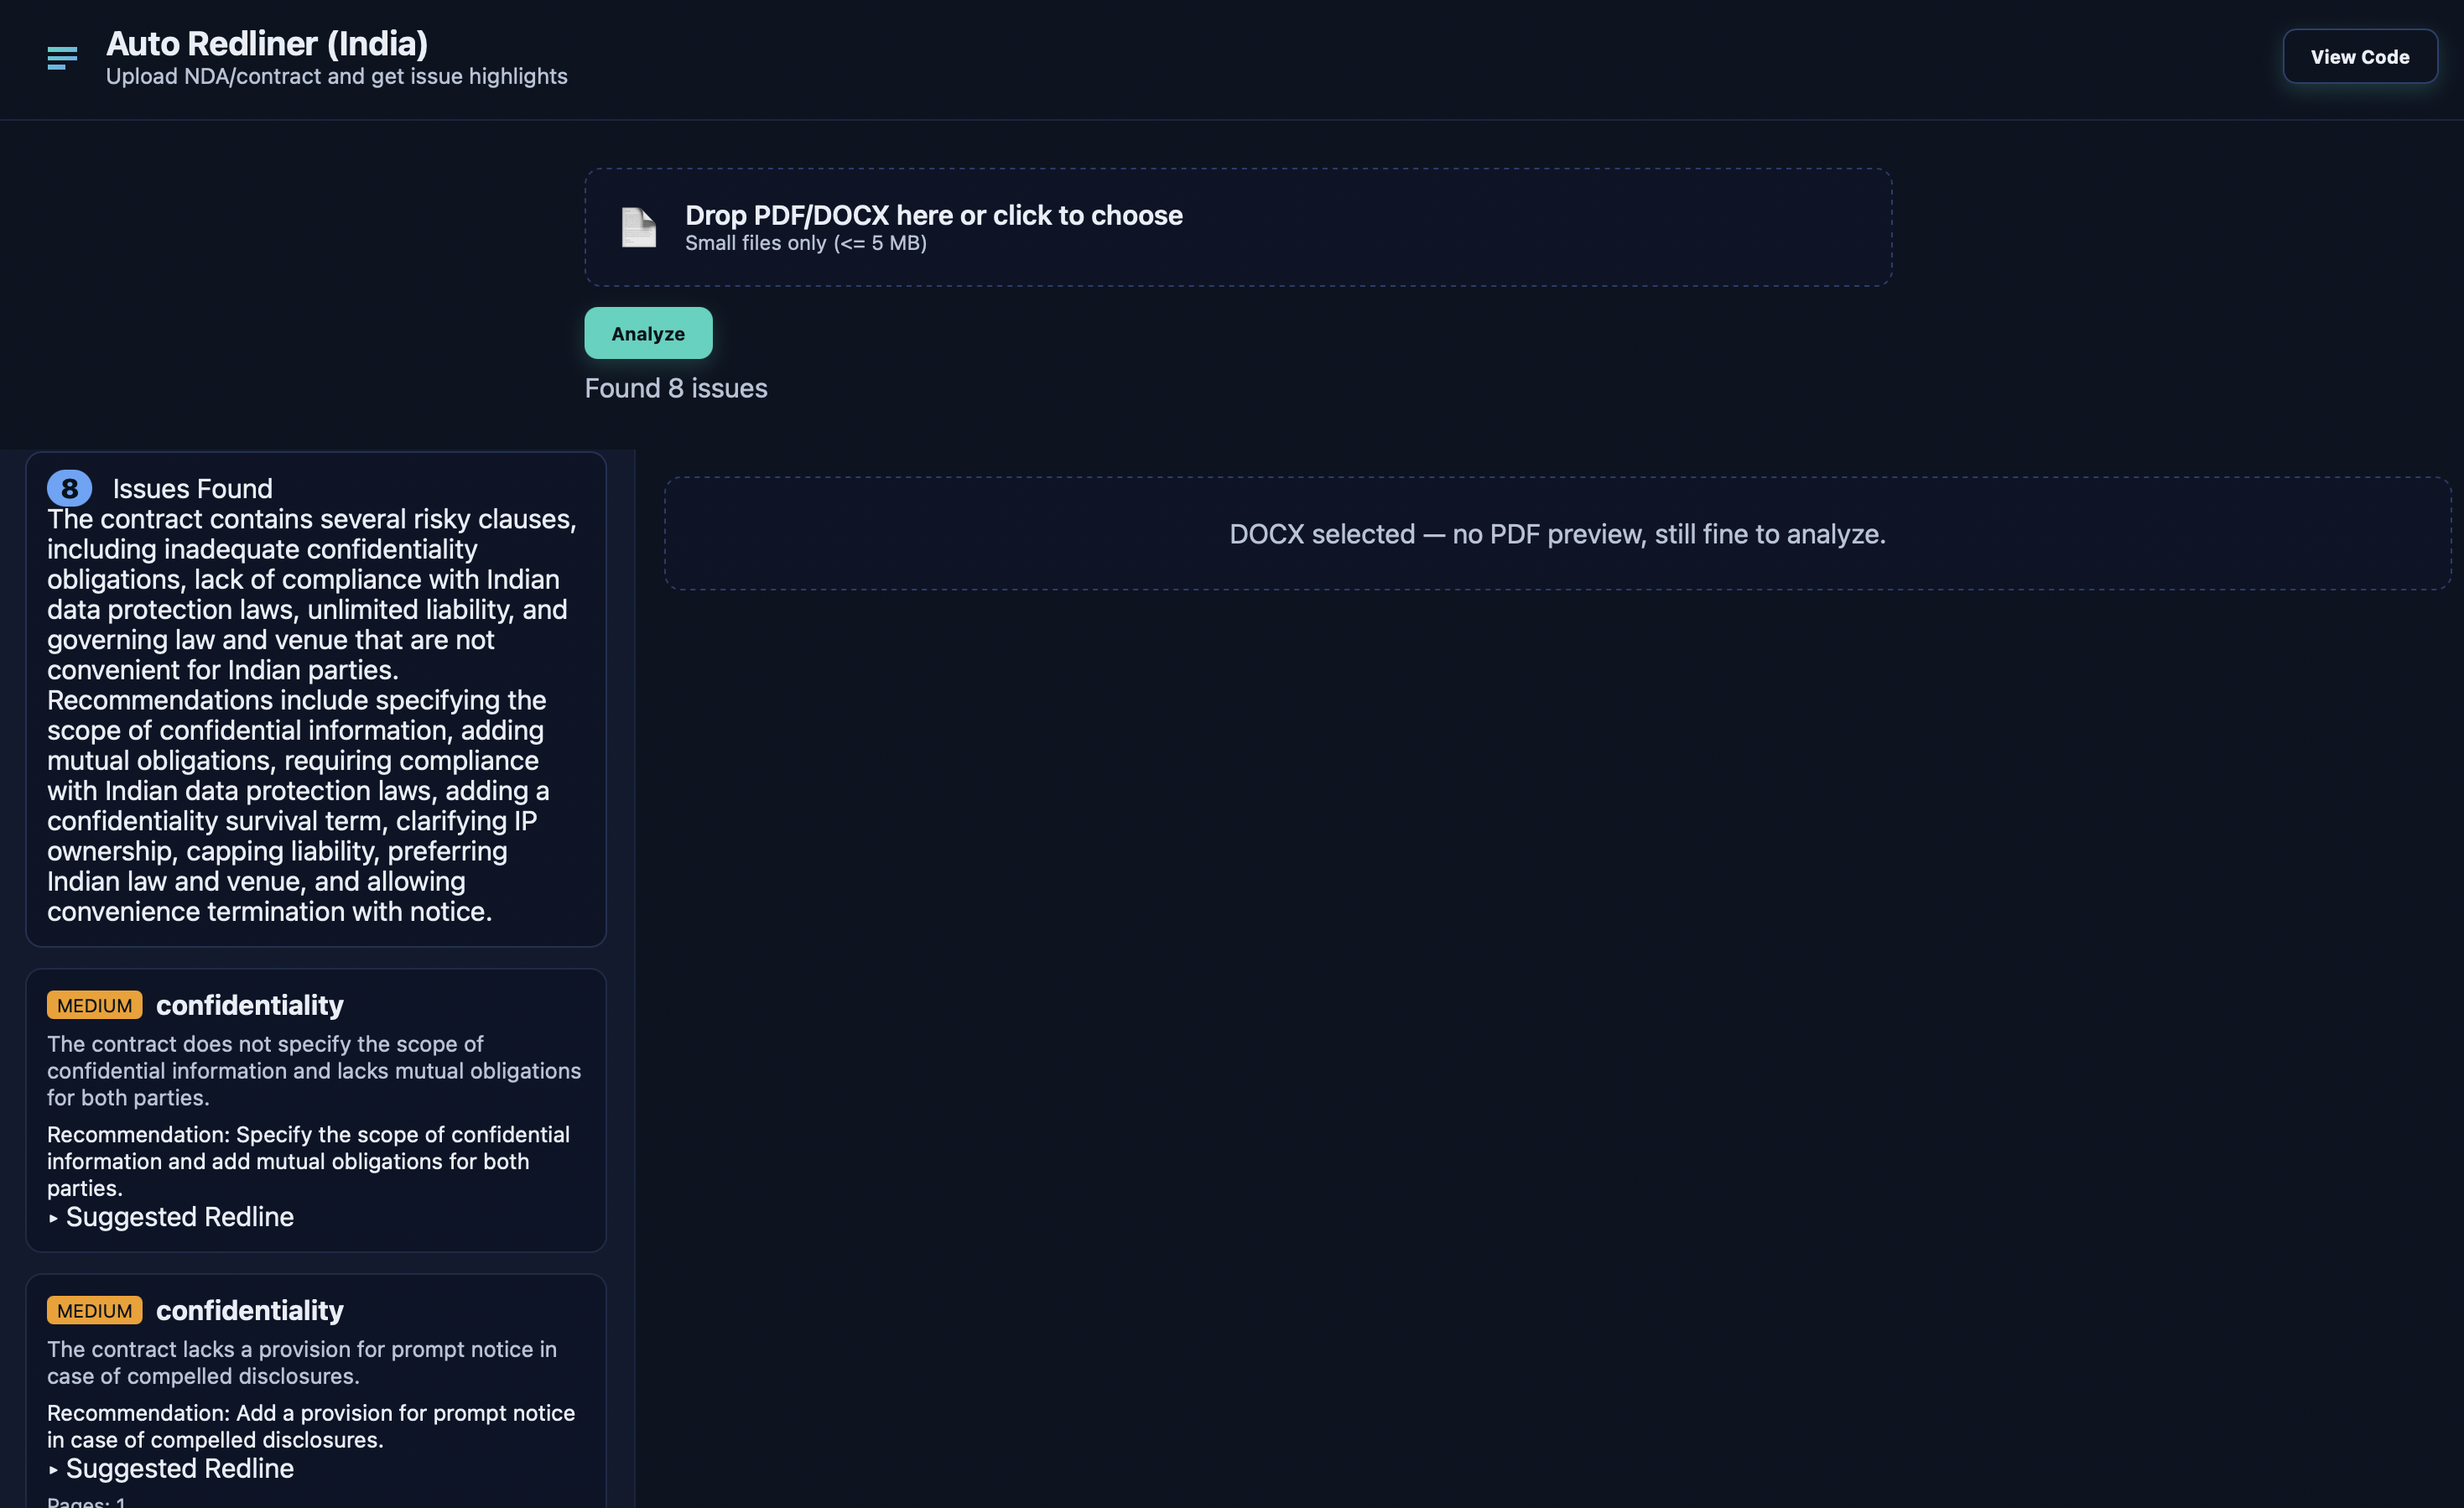 Auto Redliner (India)
Upload NDA/contract and get issue highlights
View Code
Drop PDF/DOCX here or click to choose
Small files only (<= 5 MB)
Analyze
Found 8 issues
8 Issues Found
The contract contains several risky clauses,
including inadequate confidentiality
obligations, lack of compliance with Indian
data protection laws, unlimited liability, and
governing law and venue that are not
convenient for Indian parties.
Recommendations include specifying the
scope of confidential information, adding
mutual obligations, requiring compliance
with Indian data protection laws, adding a
confidentiality survival term, clarifying IP
ownership, capping liability, preferring
Indian law and venue, and allowing
convenience termination with notice.
MEDIUM confidentiality
The contract does not specify the scope of
confidential information and lacks mutual obligations
for both parties.
Recommendation: Specify the scope of confidential
information and add mutual obligations for both
parties.
▸ Suggested Redline
MEDIUM confidentiality
The contract lacks a provision for prompt notice in
case of compelled disclosures.
Recommendation: Add a provision for prompt notice
in case of compelled disclosures.
▸ Suggested Redline
Pages: 1
DOCX selected — no PDF preview, still fine to analyze.